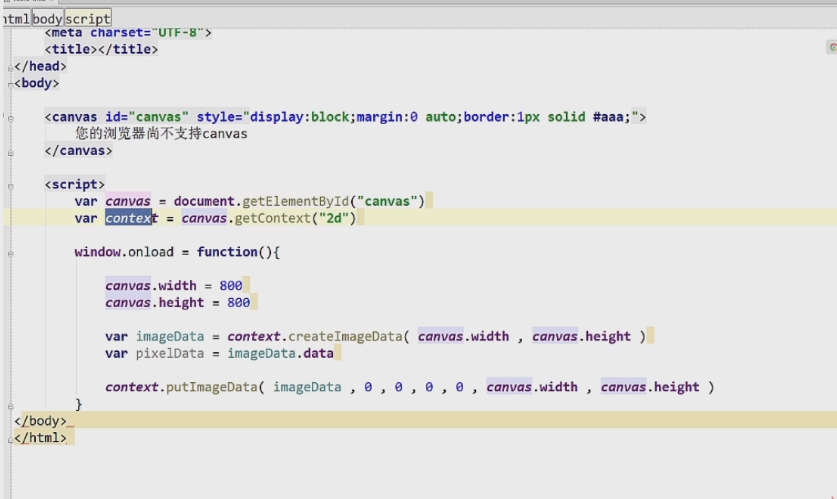 html body script
<meta charset="UTF-8">
<title></title>
</head>
<body>
<canvas id="canvas" style="display:block;margin:0 auto;border:1px solid #aaa;">
您的浏览器尚不支持canvas
</canvas>
<script>
var canvas = document.getElementById("canvas")
var context = canvas.getContext("2d")
window.onload = function(){
canvas.width = 800
canvas.height = 800
var imageData = context.createImageData( canvas.width , canvas.height )
var pixelData = imageData.data
context.putImageData( imageData , 0 , 0 , 0 , 0 , canvas.width , canvas.height )
}
</body>
</html>